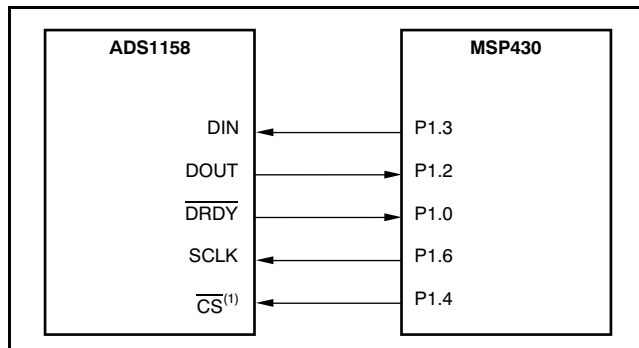 ADS1158 MSP430
DIN P1.3
DOUT P1.2
DRDY P1.0
SCLK P1.6
CS(1) P1.4